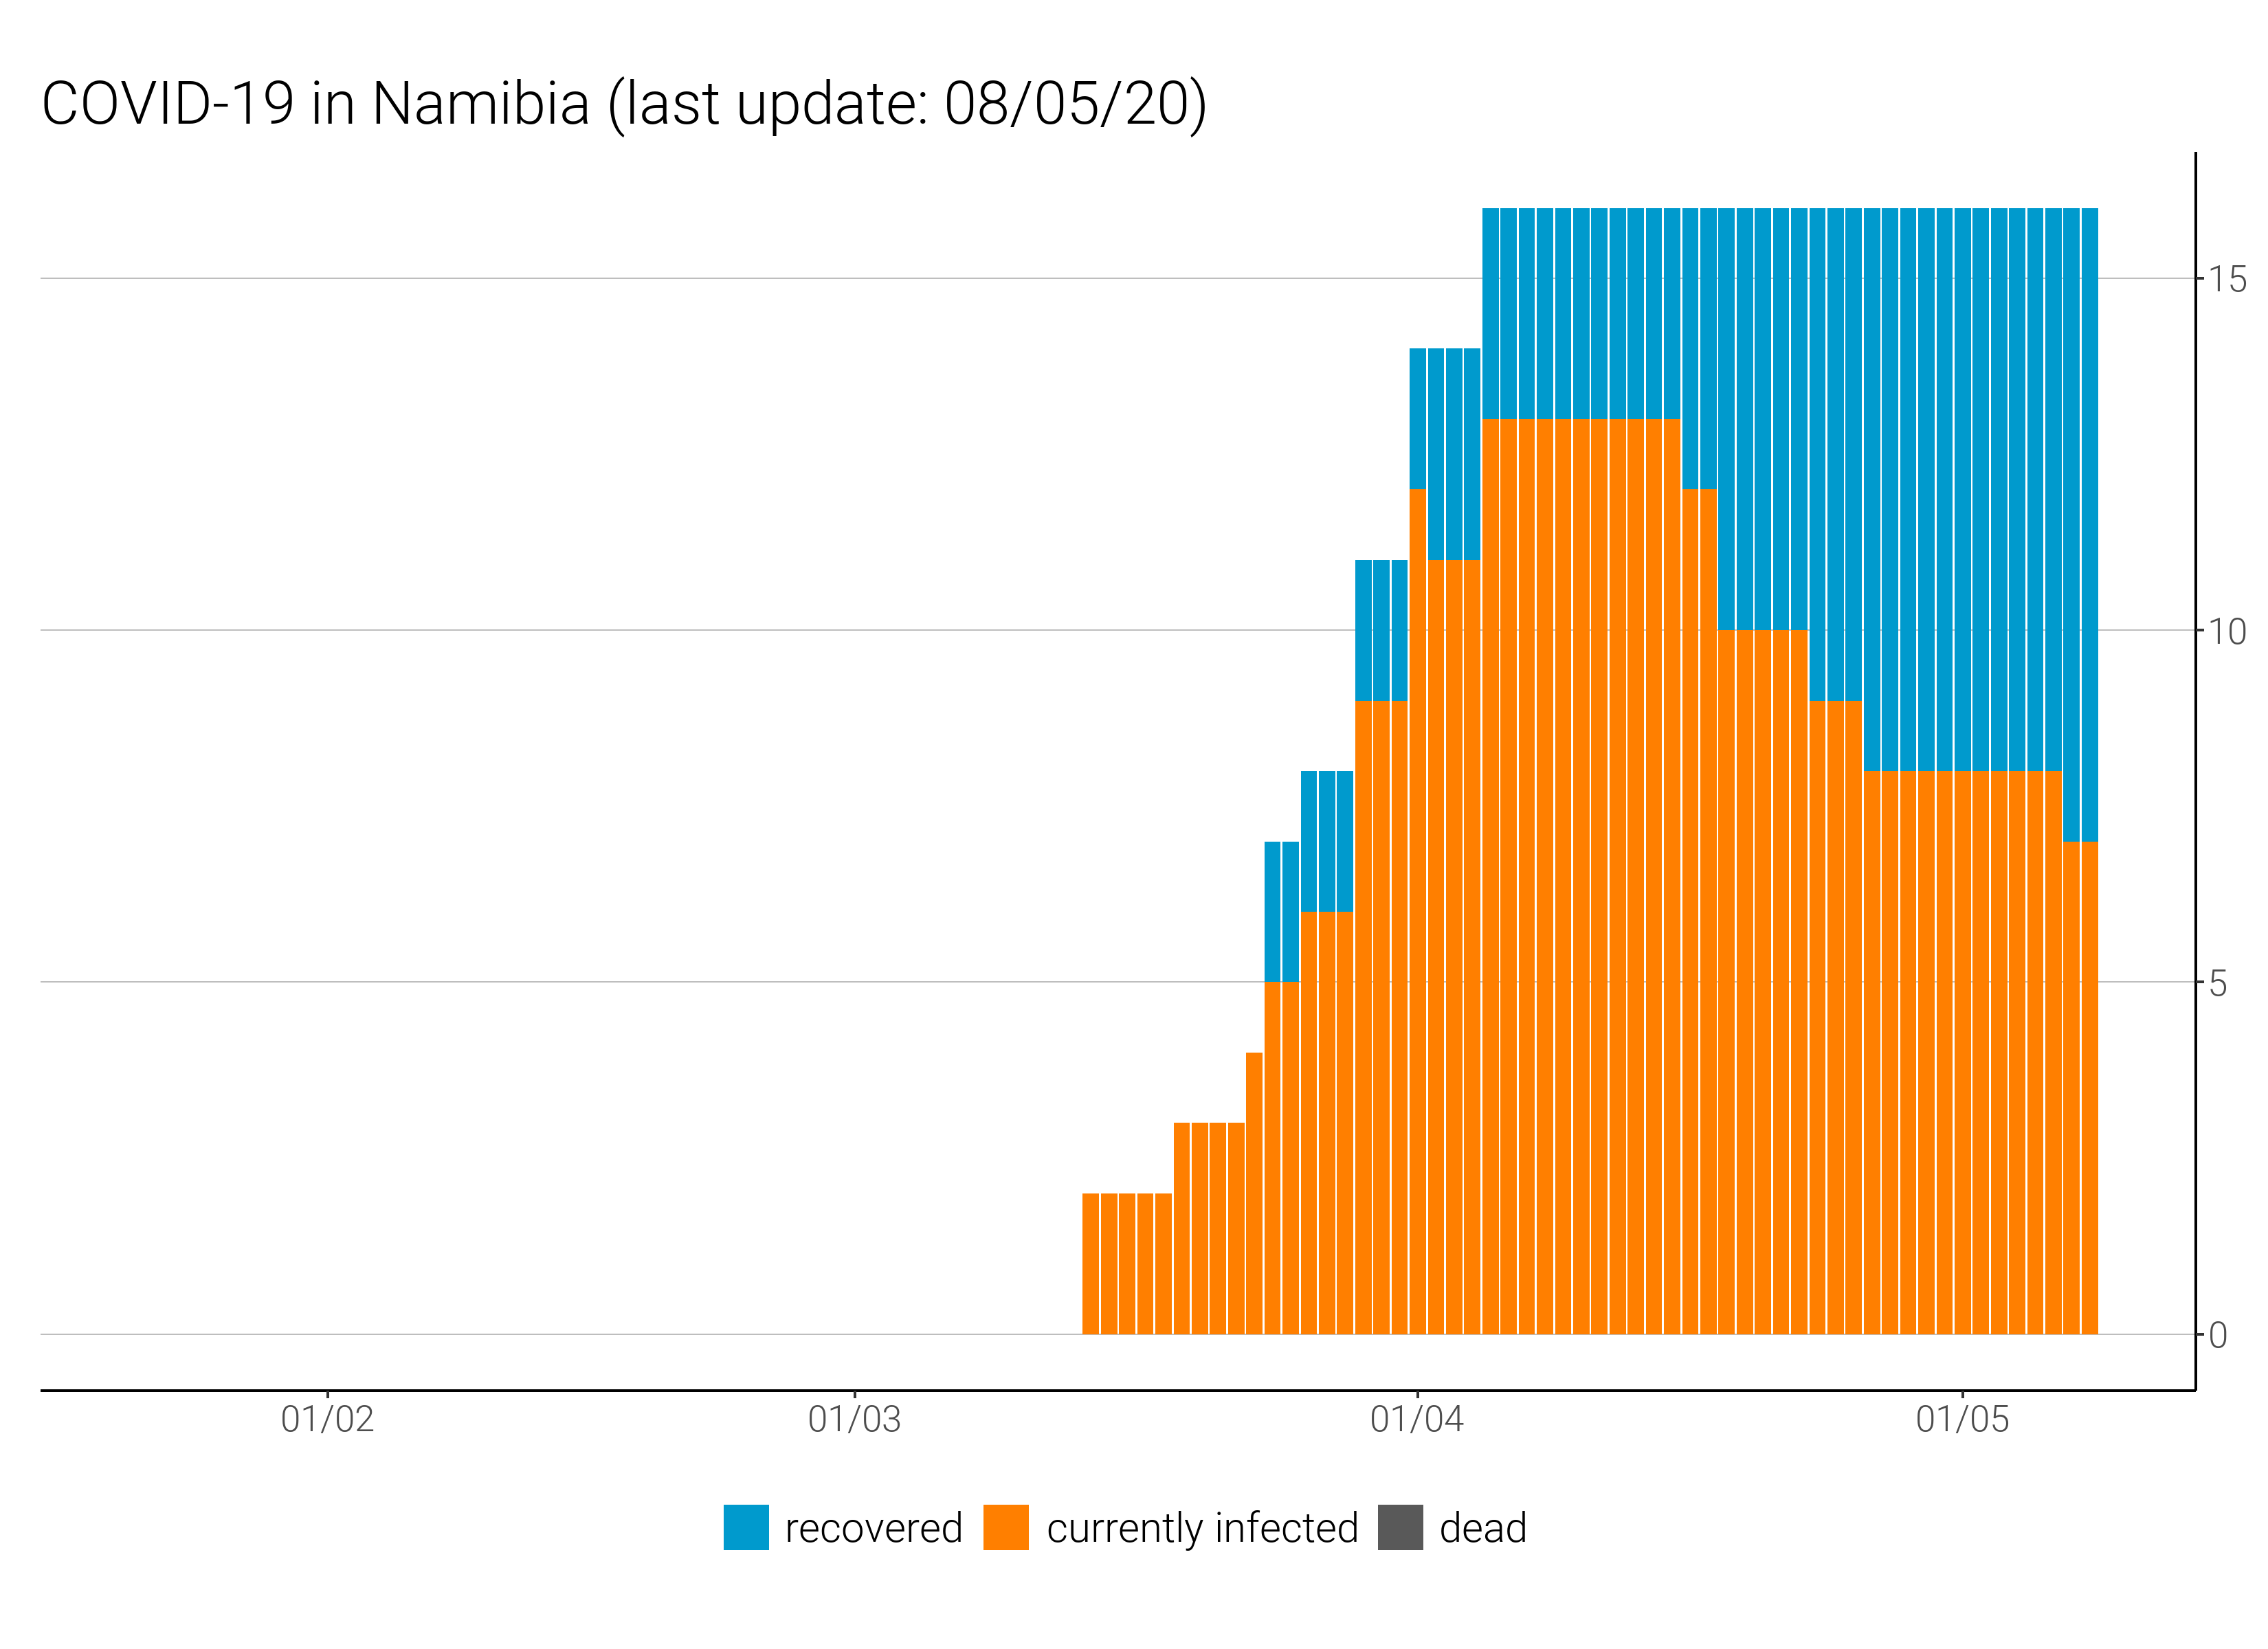 COVID-19 in Namibia (last update: 08/05/20)
15
10
5
0
01/02 01/03 01/04 01/05
recovered currently infected dead